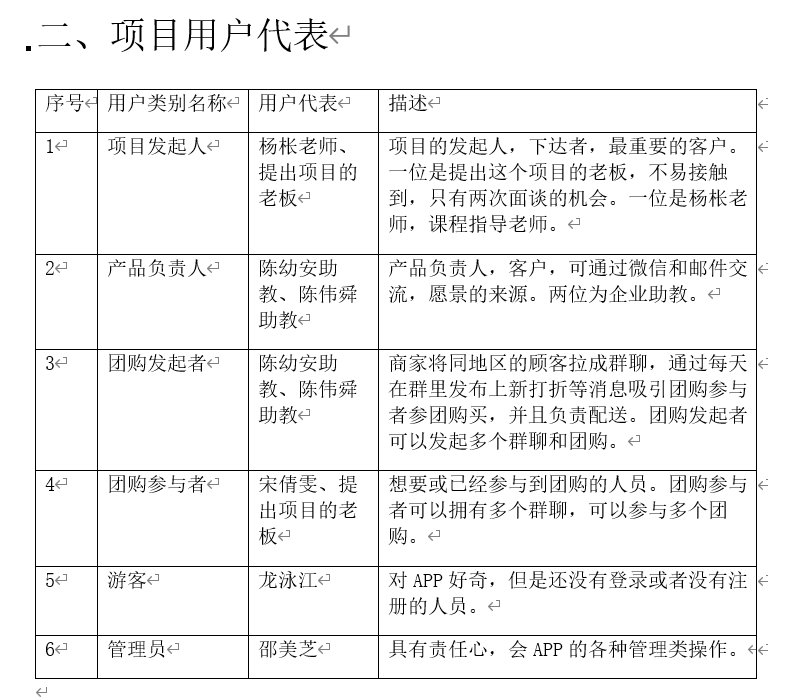 二、项目用户代表
序号 用户类别名称 用户代表 描述
1 项目发起人 杨枨老师、 项目的发起人，下达者，最重要的客户。
提出项目的 一位是提出这个项目的老板，不易接触
老板 到，只有两次面谈的机会。一位是杨枨老
师，课程指导老师。
2 产品负责人 陈幼安助 产品负责人，客户，可通过微信和邮件交
教、陈伟舜 流，愿景的来源。两位为企业助教。
助教
3 团购发起者 陈幼安助 商家将同地区的顾客拉成群聊，通过每天
教、陈伟舜 在群里发布上新打折等消息吸引团购参与
助教 者参团购买，并且负责配送。团购发起者
可以发起多个群聊和团购。
4 团购参与者 宋倩雯、提 想要或已经参与到团购的人员。团购参与
出项目的老 者可以拥有多个群聊，可以参与多个团
板 购。
5 游客 龙泳江 对 APP 好奇，但是还没有登录或者没有注
册的人员。
6 管理员 邵美芝 具有责任心，会 APP 的各种管理类操作。